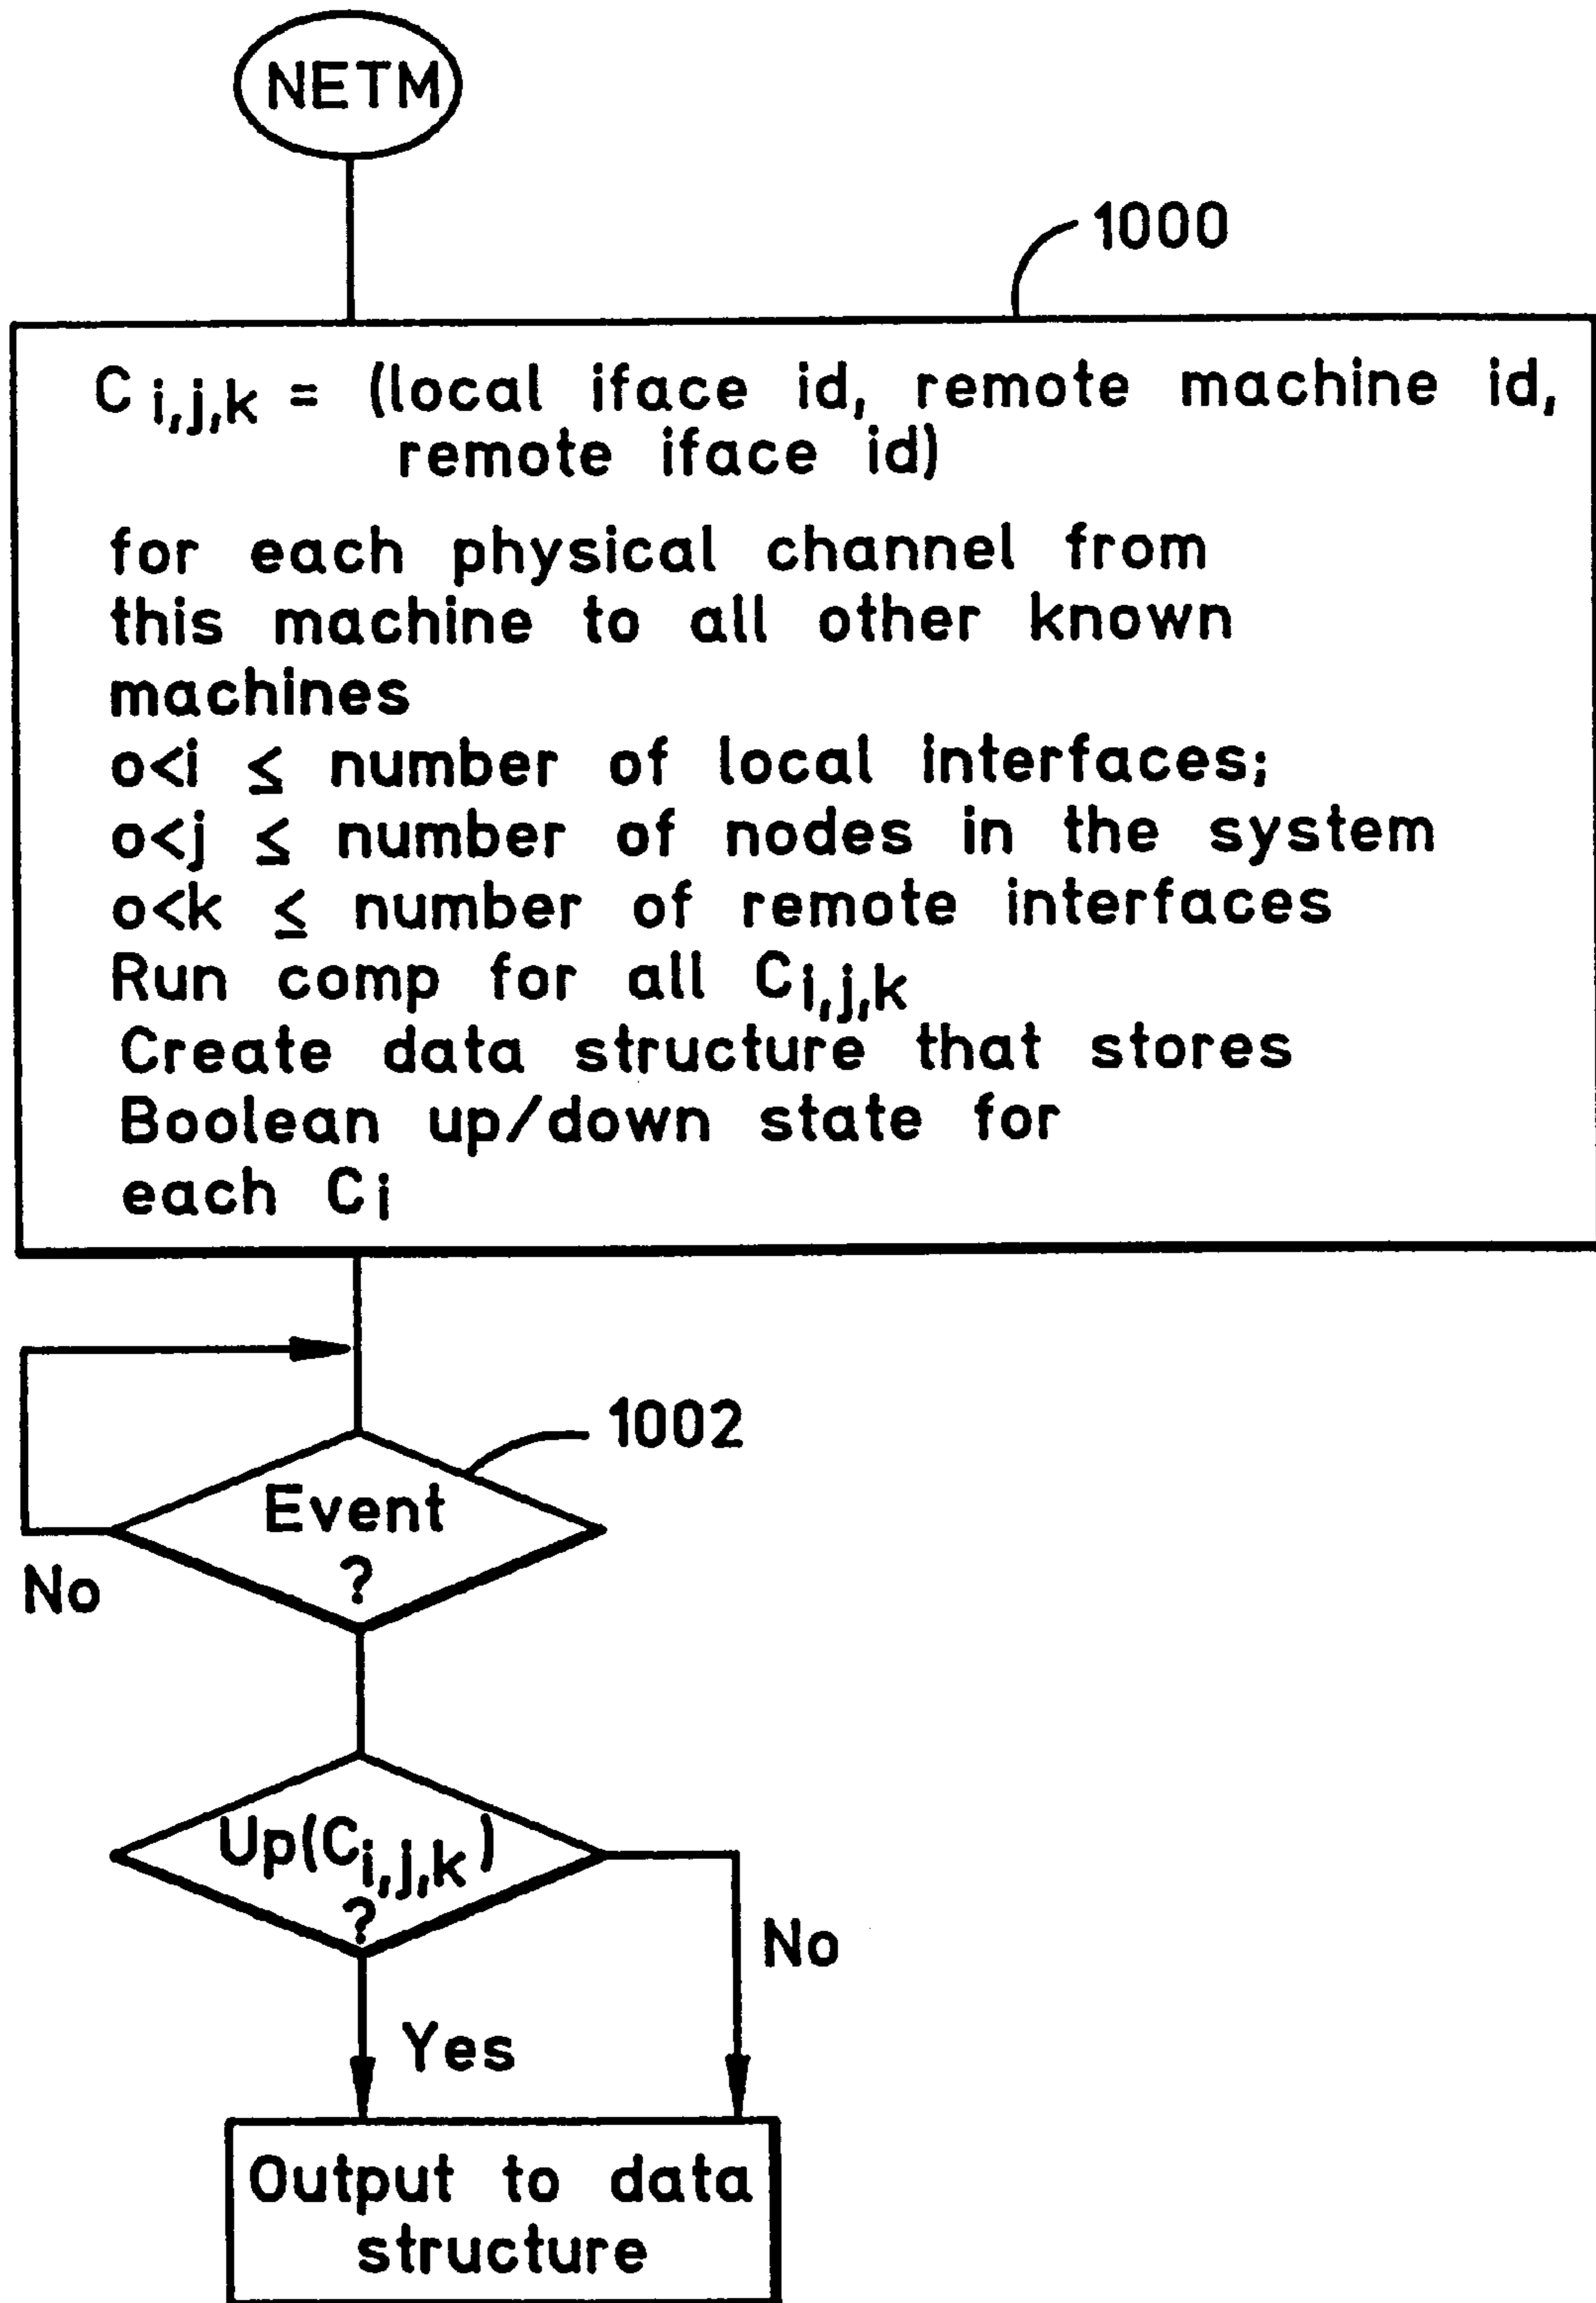 NETM
1000
C i,j,k = (local iface id, remote machine id,
remote iface id)
for each physical channel from
this machine to all other known
machines
o<i ≤ number of local interfaces;
o<j ≤ number of nodes in the system
o<k ≤ number of remote interfaces
Run comp for all Ci,j,k
Create data structure that stores
Boolean up/down state for
each Ci
1002
Event
?
No
Up(Ci,j,k)
?
No
Yes
Output to data
structure